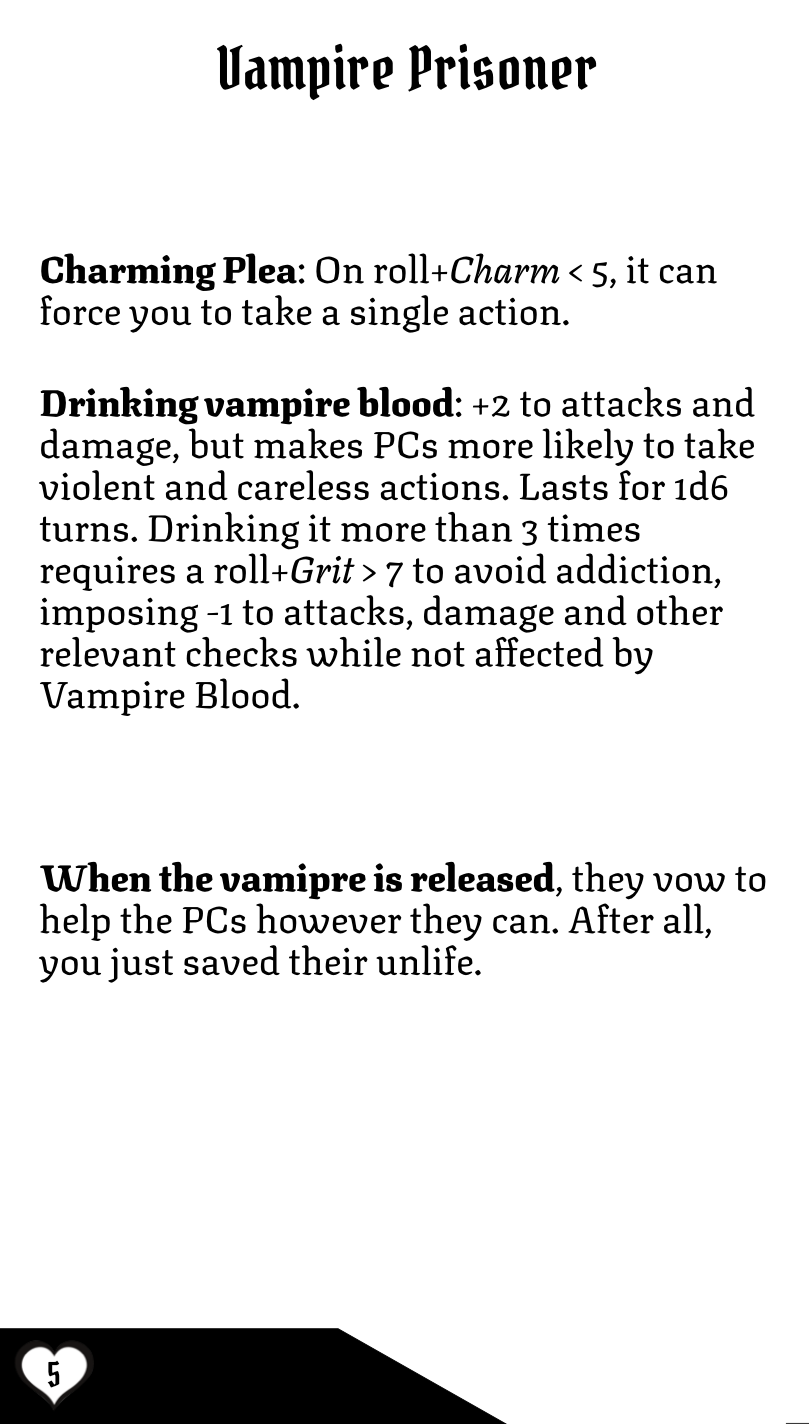 Vampire Prisoner
Charming Plea: On roll+Charm < 5, it can
force you to take a single action.
Drinking vampire blood: +2 to attacks and
damage, but makes PCs more likely to take
violent and careless actions. Lasts for 1d6
turns. Drinking it more than 3 times
requires a roll+Grit > 7 to avoid addiction,
imposing -1 to attacks, damage and other
relevant checks while not affected by
Vampire Blood.
When the vamipre is released, they vow to
help the PCs however they can. After all,
you just saved their unlife.
5